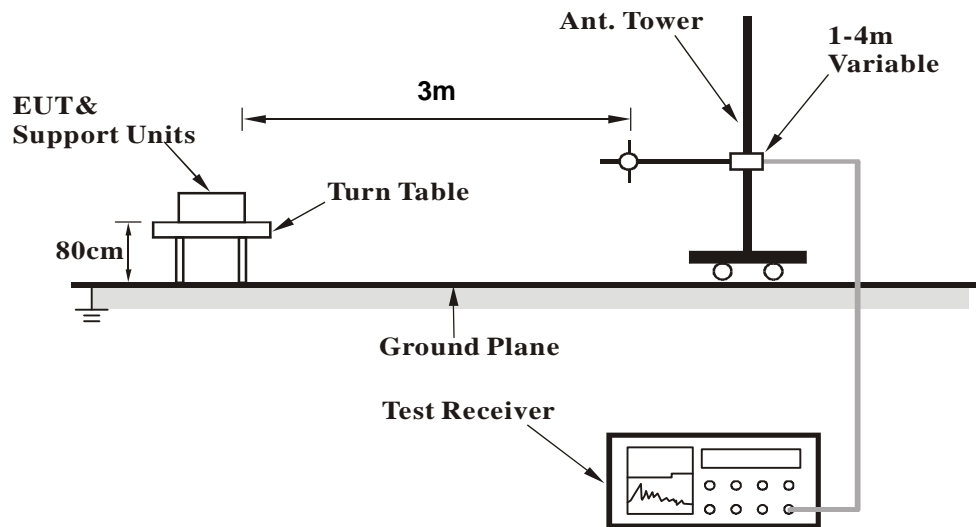 Ant. Tower
1-4m
Variable
3m
EUT&
Support Units
Turn Table
80cm
Ground Plane
Test Receiver